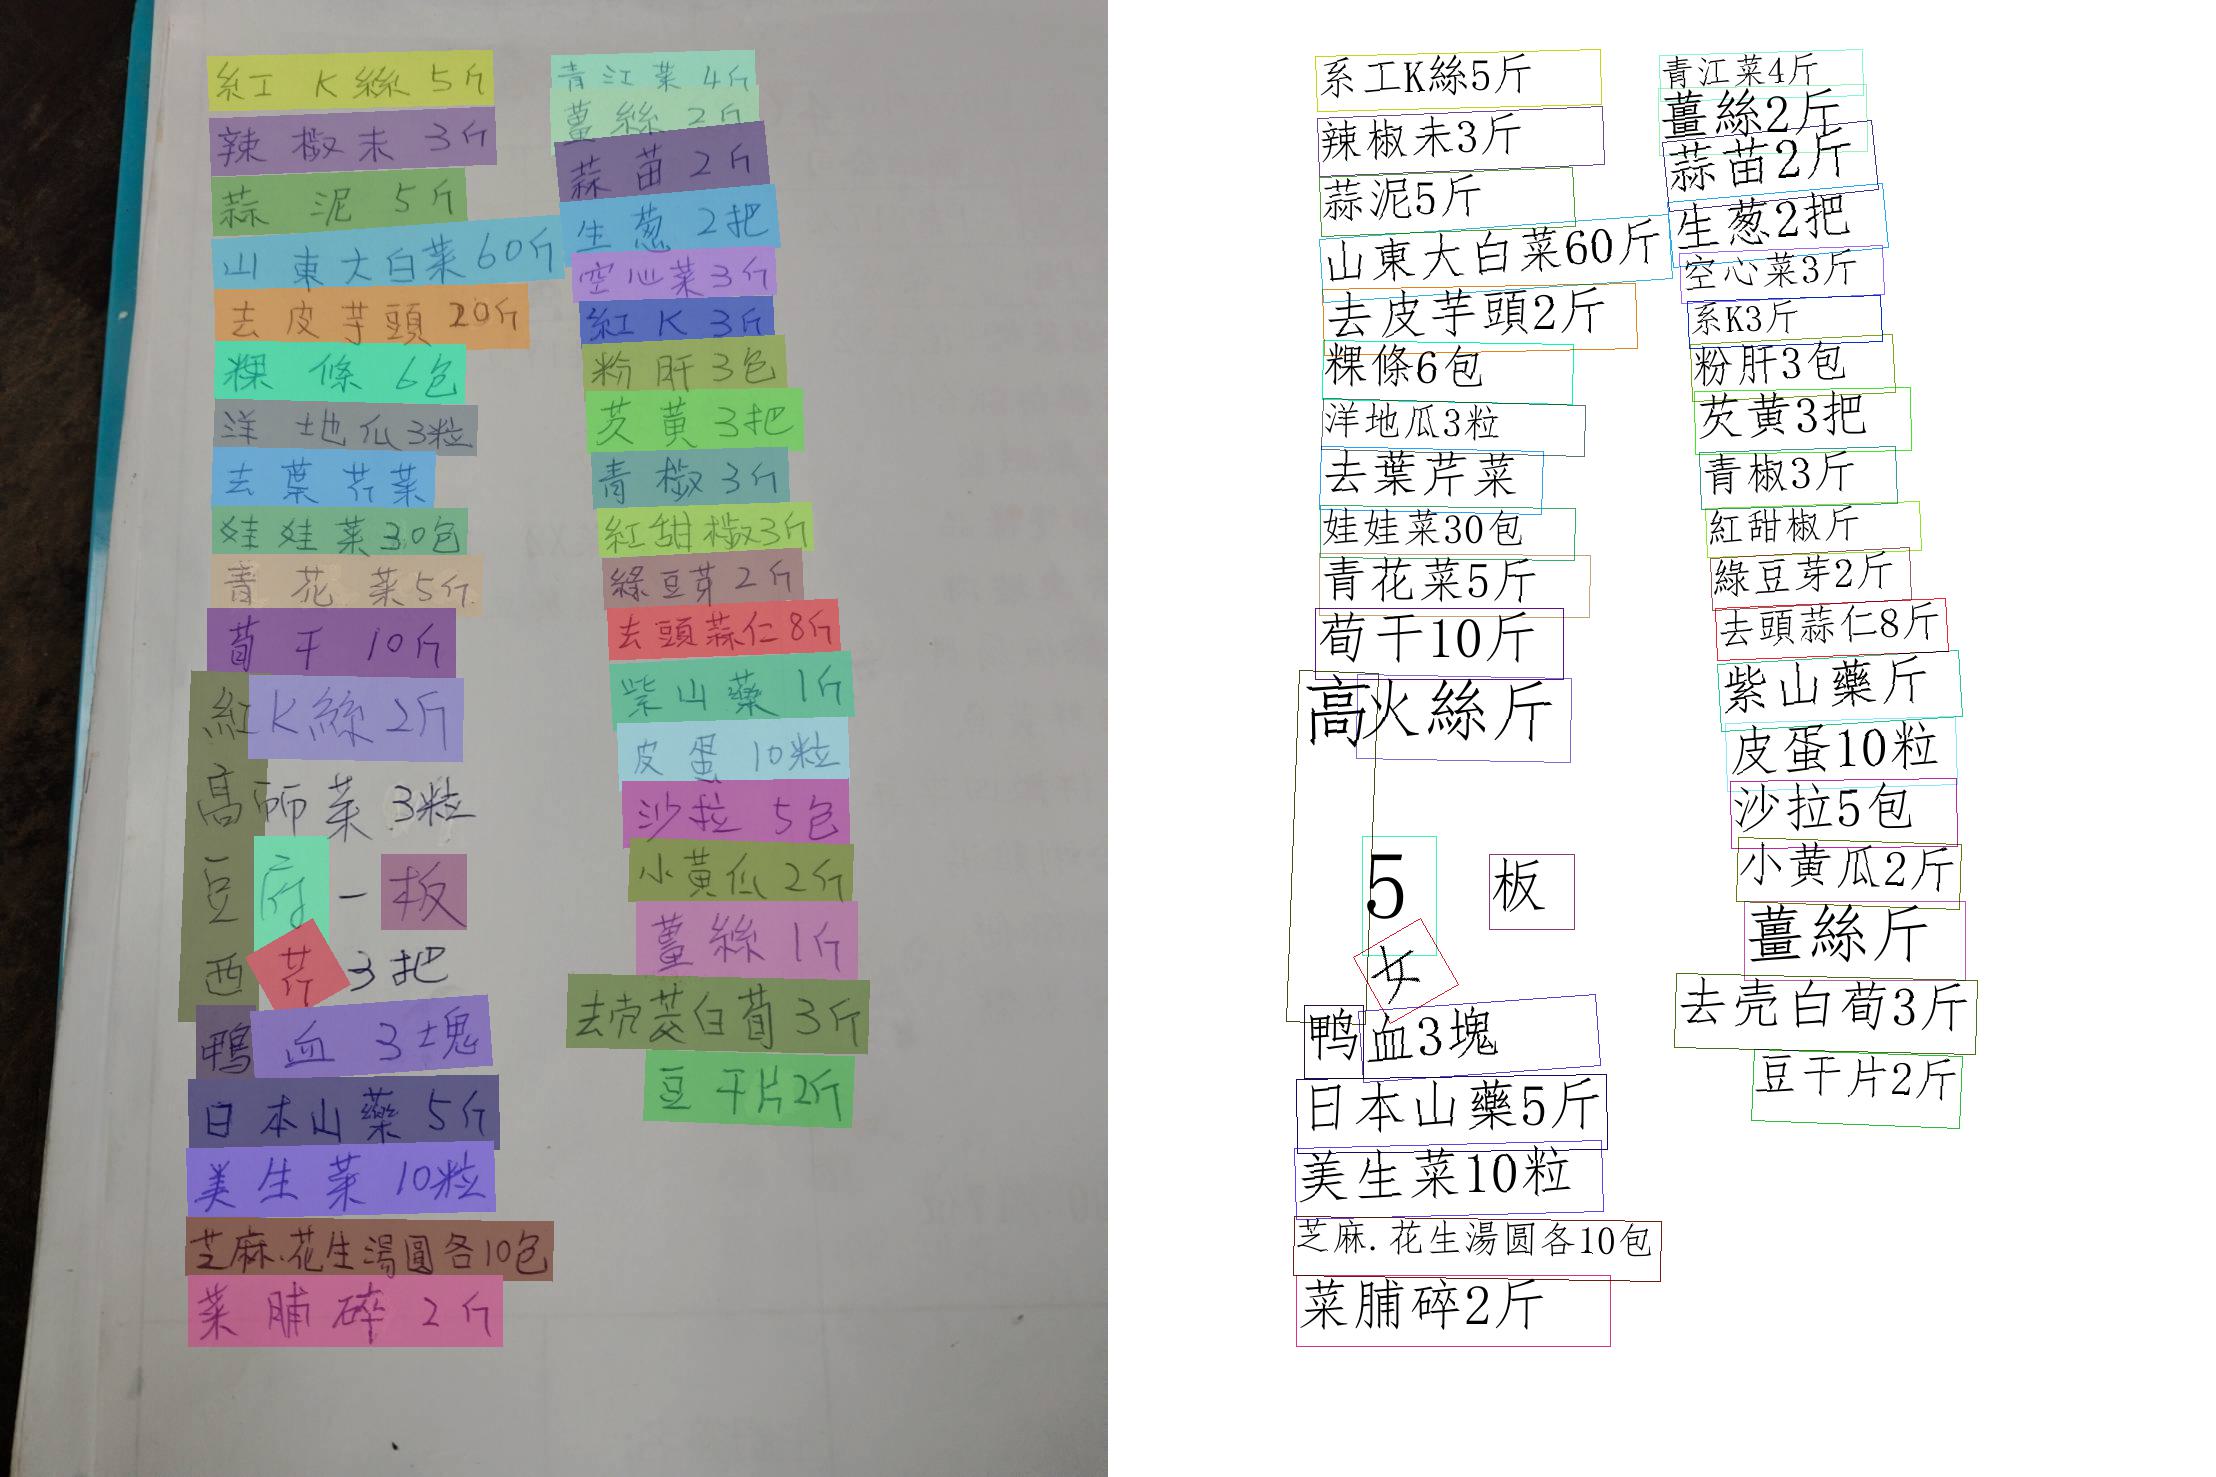 紅K絲5斤
辣椒末3斤
蒜泥5斤
山東大白菜60斤
去皮芋頭20斤
粿條6包
洋地瓜3粒
去葉芹菜
娃娃菜30包
青花菜5斤
荀干10斤
紅K絲2斤
高丽菜3粒
豆府一板
西芹3把
鴨血3塊
日本山藥5斤
美生菜10粒
芝麻.花生湯圓各10包
菜脯碎2斤
青江菜4斤
薑絲2斤
蒜苗2斤
生葱2把
空心菜3斤
紅K3斤
粉肝3包
芡黃3把
青椒3斤
紅甜椒3斤
綠豆芽2斤
去頭蒜仁8斤
紫山藥1斤
皮蛋10粒
沙拉5包
小黃瓜2斤
薑絲1斤
去壳茭白荀3斤
豆干片2斤
系工K絲5斤
辣椒未3斤
蒜泥5斤
山東大白菜60斤
去皮芋頭2斤
粿條6包
洋地瓜3粒
去葉芹菜
娃娃菜30包
青花菜5斤
荀干10斤
高火絲斤
5 板
女
鸭血3塊
日本山藥5斤
美生菜10粒
芝麻.花生湯圓各10包
菜脯碎2斤
青江菜4斤
薑絲2斤
蒜苗2斤
生葱2把
空心菜3斤
系K3斤
粉肝3包
芡黄3把
青椒3斤
紅甜椒斤
綠豆芽2斤
去頭蒜仁8斤
紫山藥斤
皮蛋10粒
沙拉5包
小黄瓜2斤
薑絲斤
去壳白荀3斤
豆干片2斤